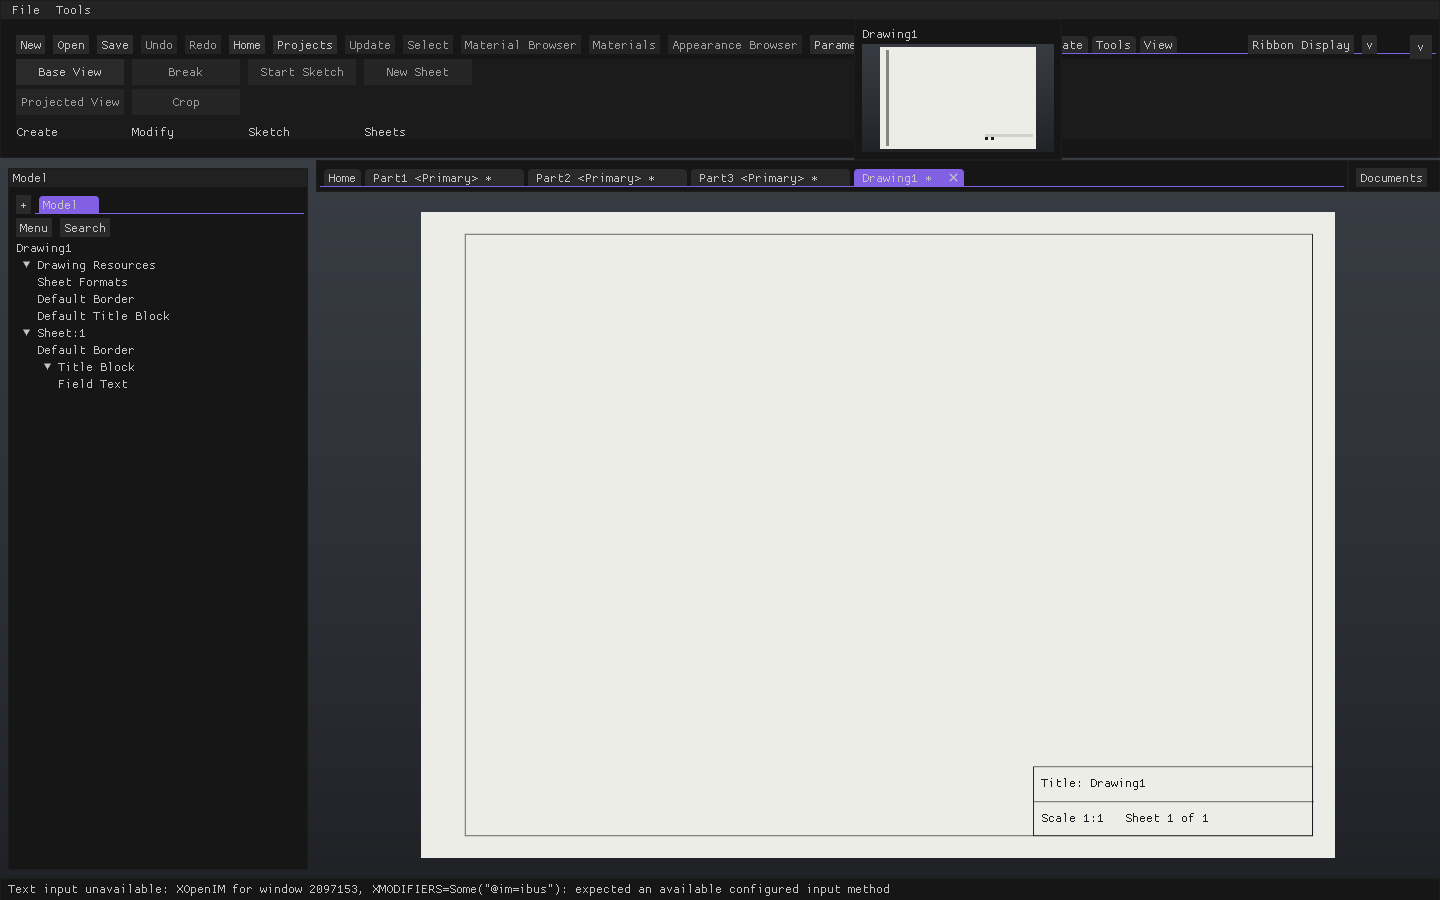 File Tools
Drawing1
New Open Save Undo Redo Home Projects Update Select Material Browser Materials Appearance Browser Parame ate Tools View Ribbon Display v v
Base View Break Start Sketch New Sheet
Projected View Crop
Create Modify Sketch Sheets
Model
Home Part1 <Primary> * Part2 <Primary> * Part3 <Primary> * Drawing1 * Documents
+ Model
Menu Search
Drawing1
Drawing Resources
Sheet Formats
Default Border
Default Title Block
Sheet:1
Default Border
Title Block
Field Text
Title: Drawing1
Scale 1:1 Sheet 1 of 1
Text input unavailable: XOpenIM for window 2097153, XMODIFIERS=Some("@im=ibus"): expected an available configured input method